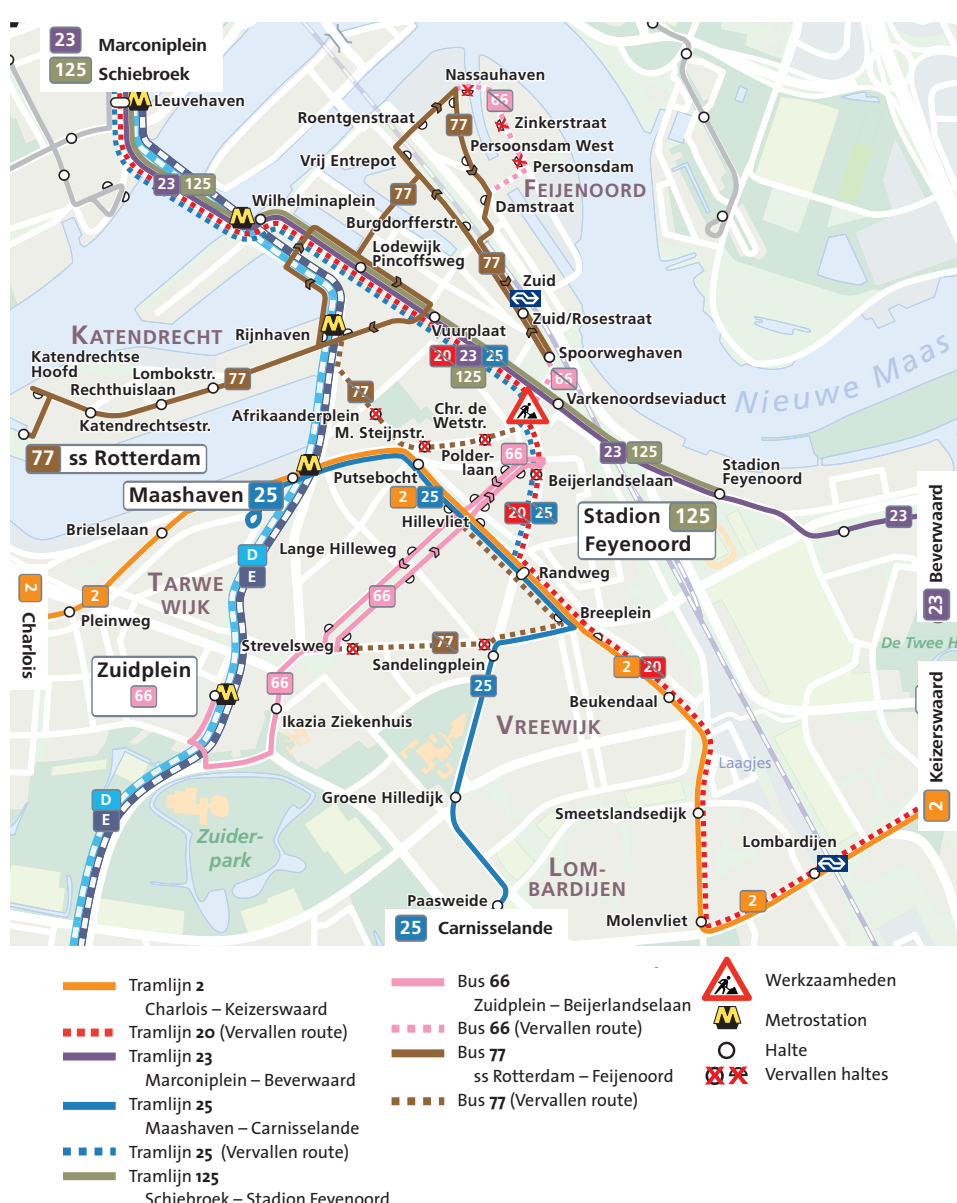 23 Marconiplein
125 Schiebroek
Leuvehaven
Nassauhaven
66
Roentgenstraat
77
Zinkerstraat
Persoonsdam West
Vrij Entrepot
Persoonsdam
FEIJENOORD
23 125
77
Wilhelminaplein
Damstraat
Burgdorfferstr.
Lodewijk
Pincoffsweg
77
Zuid
KATENDRECHT
Rijnhaven
Vuurplaat
Zuid/Rosestraat
Katendrechtse
Hoofd
Lombokstr.
77
20 23 25
125
Spoorweghaven
Rechthuislaan
66
Nieuwe Maas
77
Varkenoordseviaduct
Katendrechtsestr.
Afrikaanderplein
Chr. de
Wetstr.
M. Steijnstr.
77 ss Rotterdam
Polder-
laan
66
23 125
Stadion
Feyenoord
Putsebocht
Beijerlandselaan
Maashaven 25
2 25
Brielselaan
Hillevliet
20 25
Stadion 125
Feyenoord
23
23 Beverwaard
Lange Hilleweg
D
E
TARWE
WIJK
Randweg
2 Charlois
2
66
Pleinweg
Breeplein
Strevelsweg
77
De Twee H
Sandelingplein
Zuidplein
66
66
25
2 20
Beukendaal
Ikazia Ziekenhuis
VREEWIJK
2 Keizerswaard
Laagjes
D
E
Groene Hilledijk
Smeetslandsedijk
Zuider-
park
Lombardijen
LOM-
BARDIJEN
Paasweide
2
Molenvliet
25 Carnisselande
Tramlijn 2
Charlois – Keizerswaard
Tramlijn 20 (Vervallen route)
Tramlijn 23
Marconiplein – Beverwaard
Tramlijn 25
Maashaven – Carnisselande
Tramlijn 25 (Vervallen route)
Tramlijn 125
Schiebroek – Stadion Feyenoord
Bus 66
Zuidplein – Beijerlandselaan
Bus 66 (Vervallen route)
Bus 77
ss Rotterdam – Feijenoord
Bus 77 (Vervallen route)
Werkzaamheden
Metrostation
Halte
Vervallen haltes